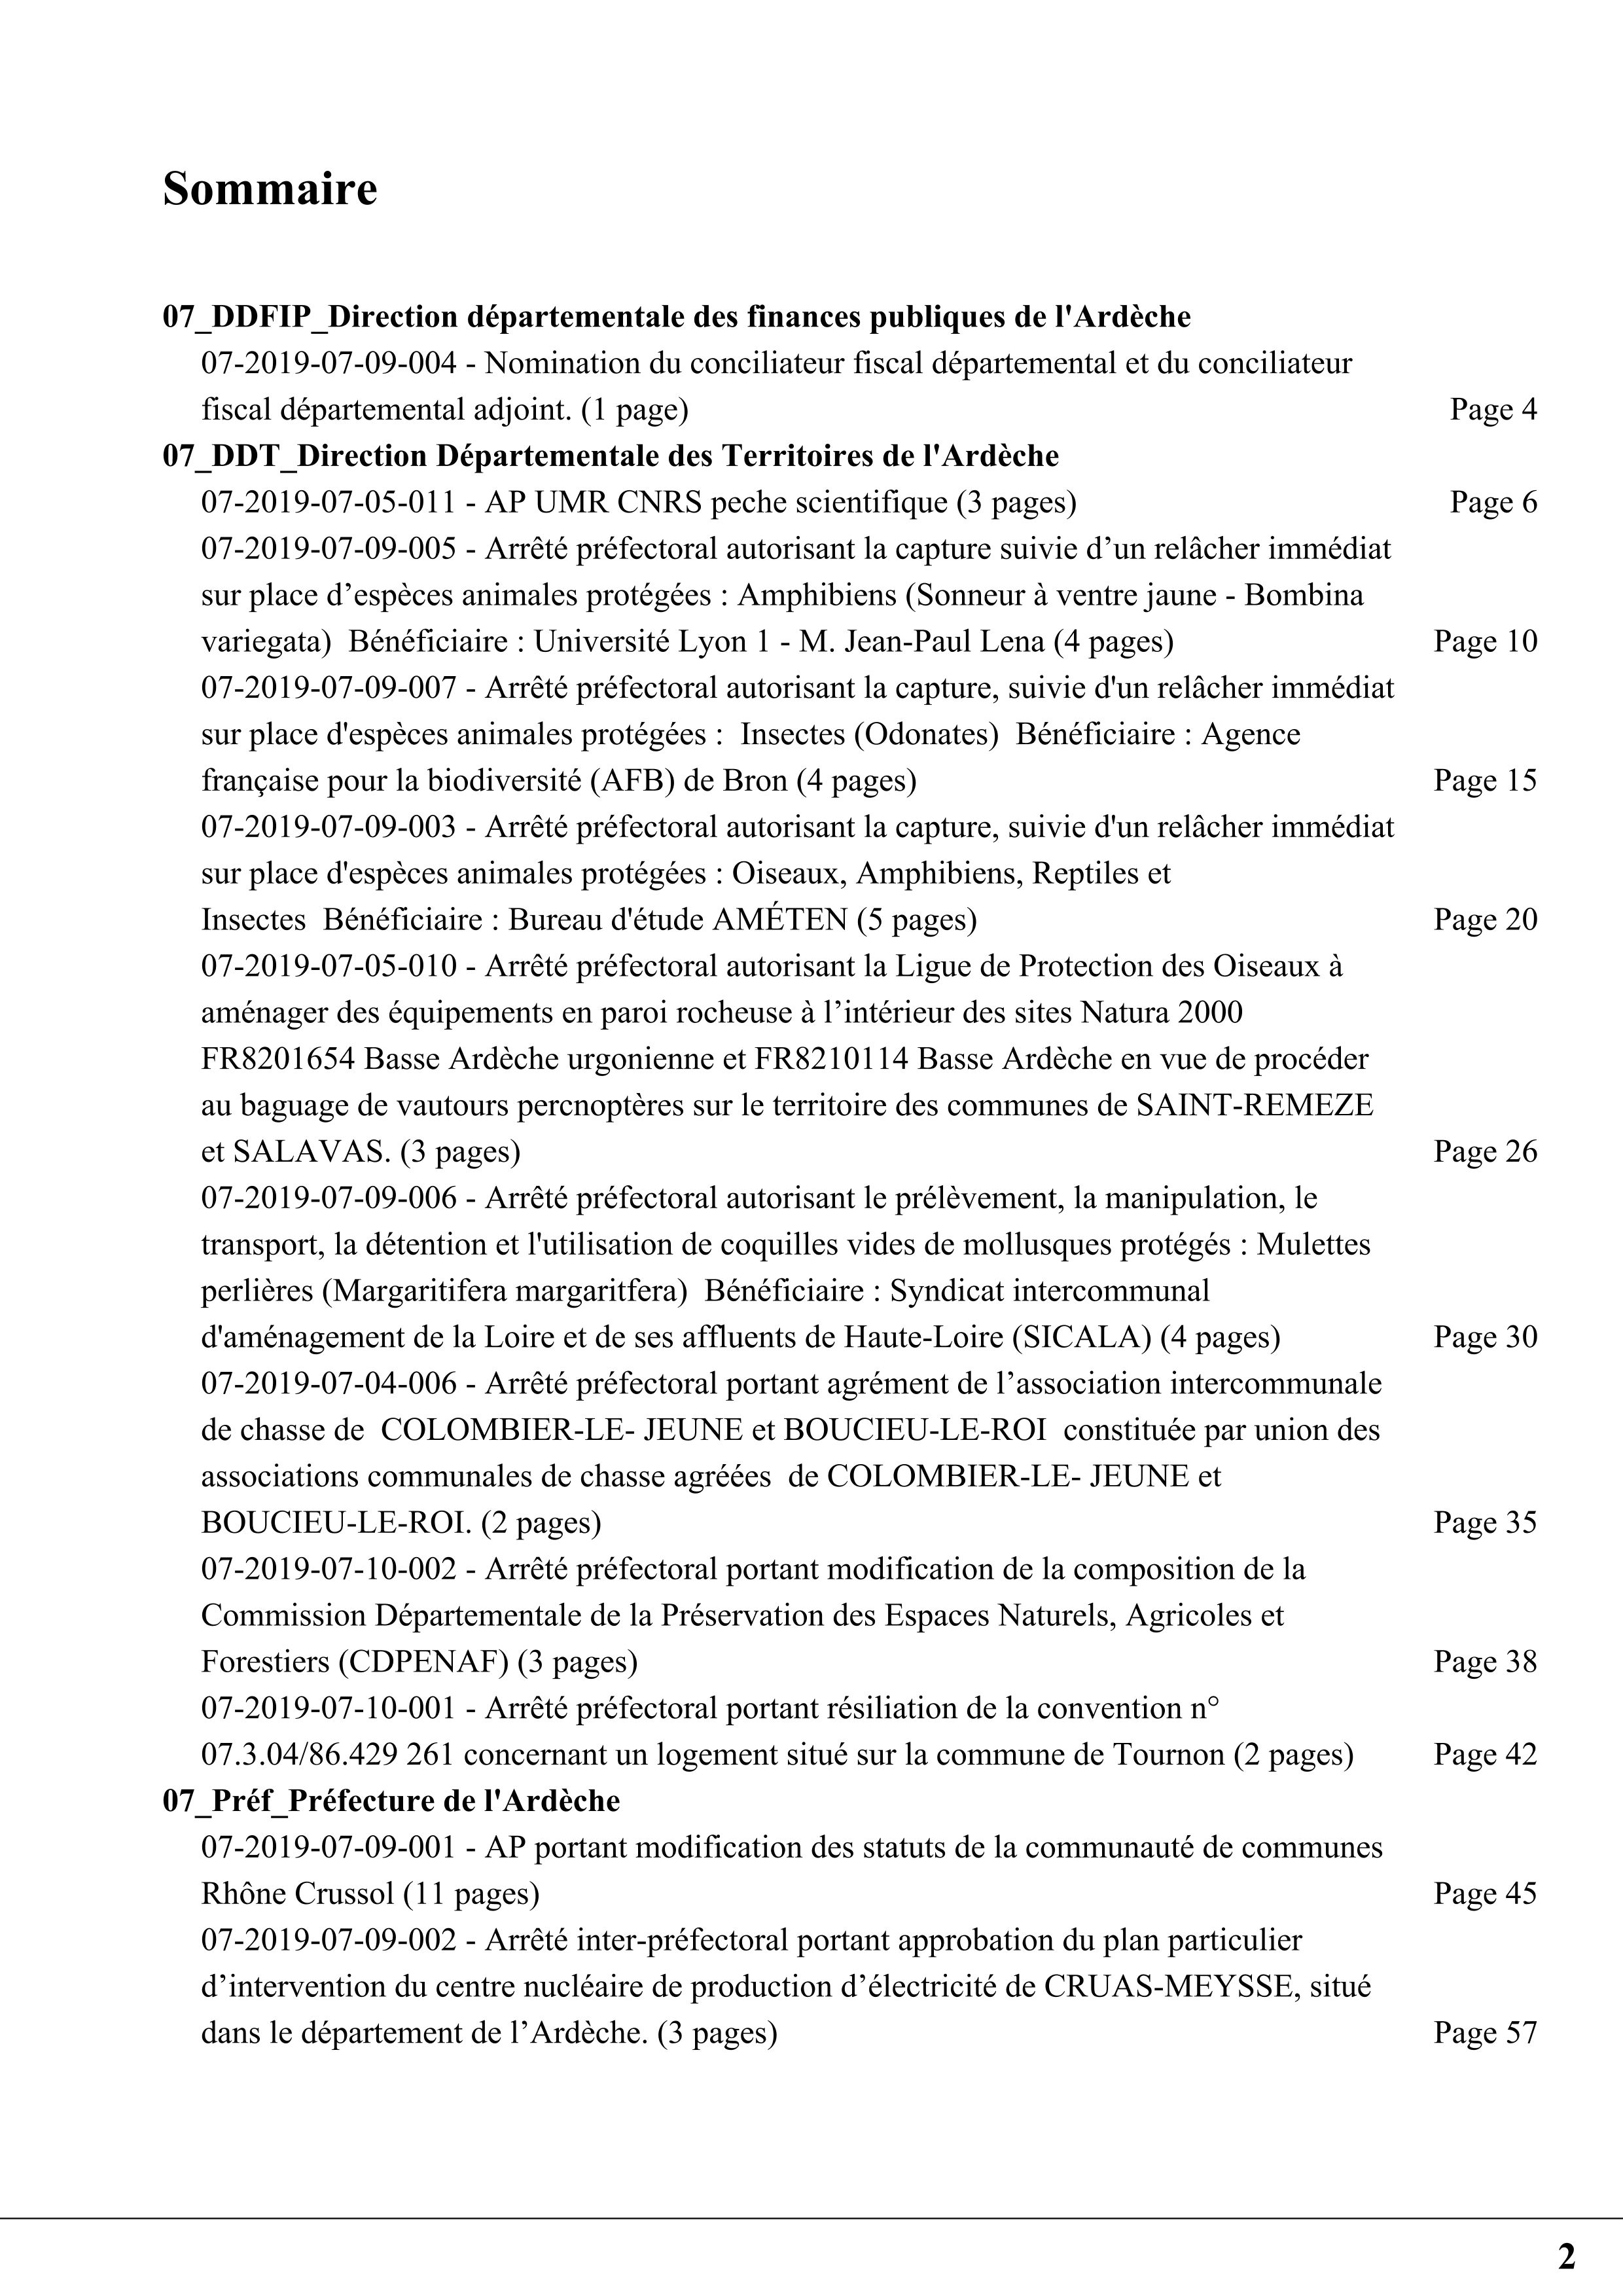 Sommaire
07_DDFIP_Direction départementale des finances publiques de l'Ardèche
07-2019-07-09-004 - Nomination du conciliateur fiscal départemental et du conciliateur
fiscal départemental adjoint. (1 page) Page 4
07_DDT_Direction Départementale des Territoires de l'Ardèche
07-2019-07-05-011 - AP UMR CNRS peche scientifique (3 pages) Page 6
07-2019-07-09-005 - Arrêté préfectoral autorisant la capture suivie d’un relâcher immédiat
sur place d’espèces animales protégées : Amphibiens (Sonneur à ventre jaune - Bombina
variegata)  Bénéficiaire : Université Lyon 1 - M. Jean-Paul Lena (4 pages) Page 10
07-2019-07-09-007 - Arrêté préfectoral autorisant la capture, suivie d'un relâcher immédiat
sur place d'espèces animales protégées :  Insectes (Odonates)  Bénéficiaire : Agence
française pour la biodiversité (AFB) de Bron (4 pages) Page 15
07-2019-07-09-003 - Arrêté préfectoral autorisant la capture, suivie d'un relâcher immédiat
sur place d'espèces animales protégées : Oiseaux, Amphibiens, Reptiles et
Insectes  Bénéficiaire : Bureau d'étude AMÉTEN (5 pages) Page 20
07-2019-07-05-010 - Arrêté préfectoral autorisant la Ligue de Protection des Oiseaux à
aménager des équipements en paroi rocheuse à l’intérieur des sites Natura 2000
FR8201654 Basse Ardèche urgonienne et FR8210114 Basse Ardèche en vue de procéder
au baguage de vautours percnoptères sur le territoire des communes de SAINT-REMEZE
et SALAVAS. (3 pages) Page 26
07-2019-07-09-006 - Arrêté préfectoral autorisant le prélèvement, la manipulation, le
transport, la détention et l'utilisation de coquilles vides de mollusques protégés : Mulettes
perlières (Margaritifera margaritfera)  Bénéficiaire : Syndicat intercommunal
d'aménagement de la Loire et de ses affluents de Haute-Loire (SICALA) (4 pages) Page 30
07-2019-07-04-006 - Arrêté préfectoral portant agrément de l’association intercommunale
de chasse de  COLOMBIER-LE- JEUNE et BOUCIEU-LE-ROI  constituée par union des
associations communales de chasse agréées  de COLOMBIER-LE- JEUNE et
BOUCIEU-LE-ROI. (2 pages) Page 35
07-2019-07-10-002 - Arrêté préfectoral portant modification de la composition de la
Commission Départementale de la Préservation des Espaces Naturels, Agricoles et
Forestiers (CDPENAF) (3 pages) Page 38
07-2019-07-10-001 - Arrêté préfectoral portant résiliation de la convention n°
07.3.04/86.429 261 concernant un logement situé sur la commune de Tournon (2 pages) Page 42
07_Préf_Préfecture de l'Ardèche
07-2019-07-09-001 - AP portant modification des statuts de la communauté de communes
Rhône Crussol (11 pages) Page 45
07-2019-07-09-002 - Arrêté inter-préfectoral portant approbation du plan particulier
d’intervention du centre nucléaire de production d’électricité de CRUAS-MEYSSE, situé
dans le département de l’Ardèche. (3 pages) Page 57
2